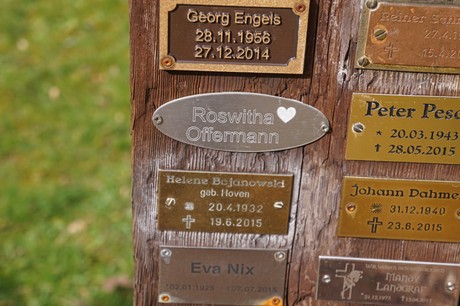 Georg Engels
28.11.1956
27.12.2014
Roswitha
Offermann
Helene Bojanowski
geb. Hoven
20.4.1932
19.6.2015
Eva Nix
Reiner
Peter
* 20.03.1943
28.05.2015
Johann Dahme
31.12.1940
23.6.2015